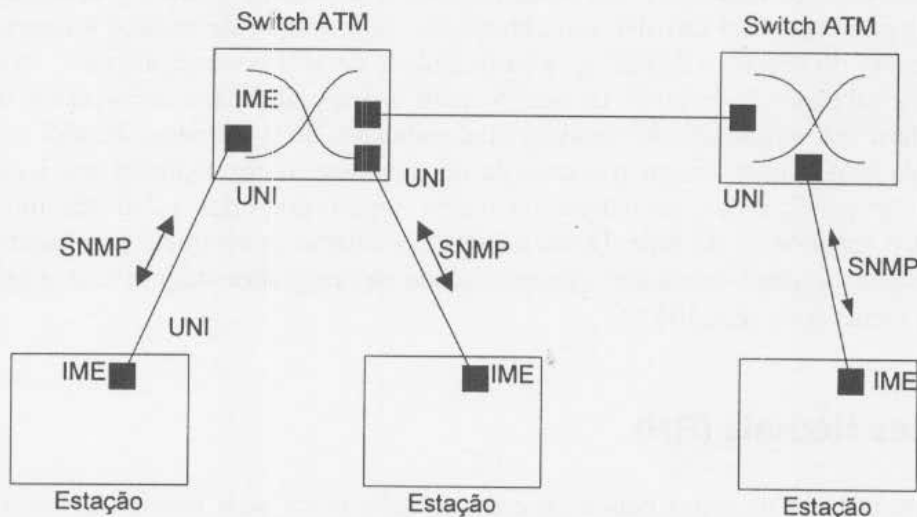 Switch ATM
Switch ATM
IME
UNI
UNI
UNI
SNMP
SNMP
SNMP
UNI
IME
IME
IME
Estação
Estação
Estação